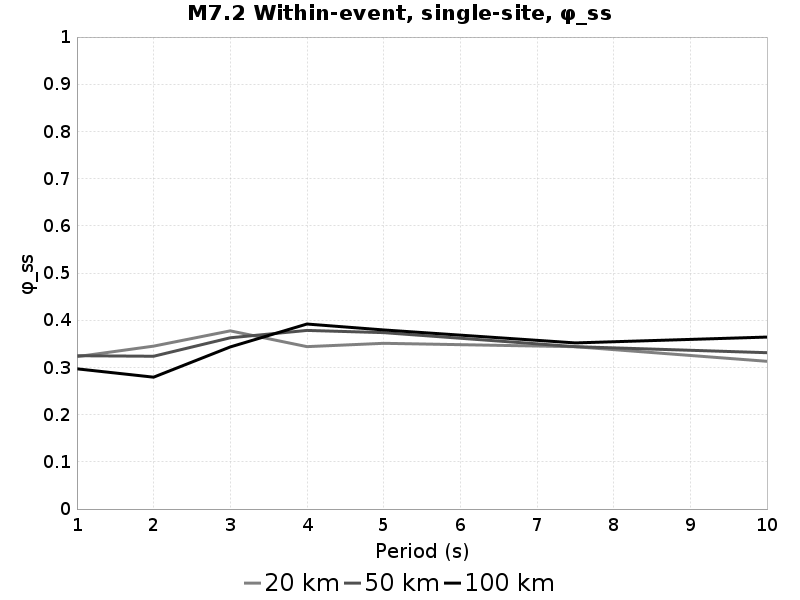 M7.2 Within-event, single-site, φ_ss
1
0.9
0.8
0.7
0.6
0.5
0.4
0.3
0.2
0.1
0
φ_ss
1 2 3 4 5 6 7 8 9 10
Period (s)
20 km 50 km 100 km